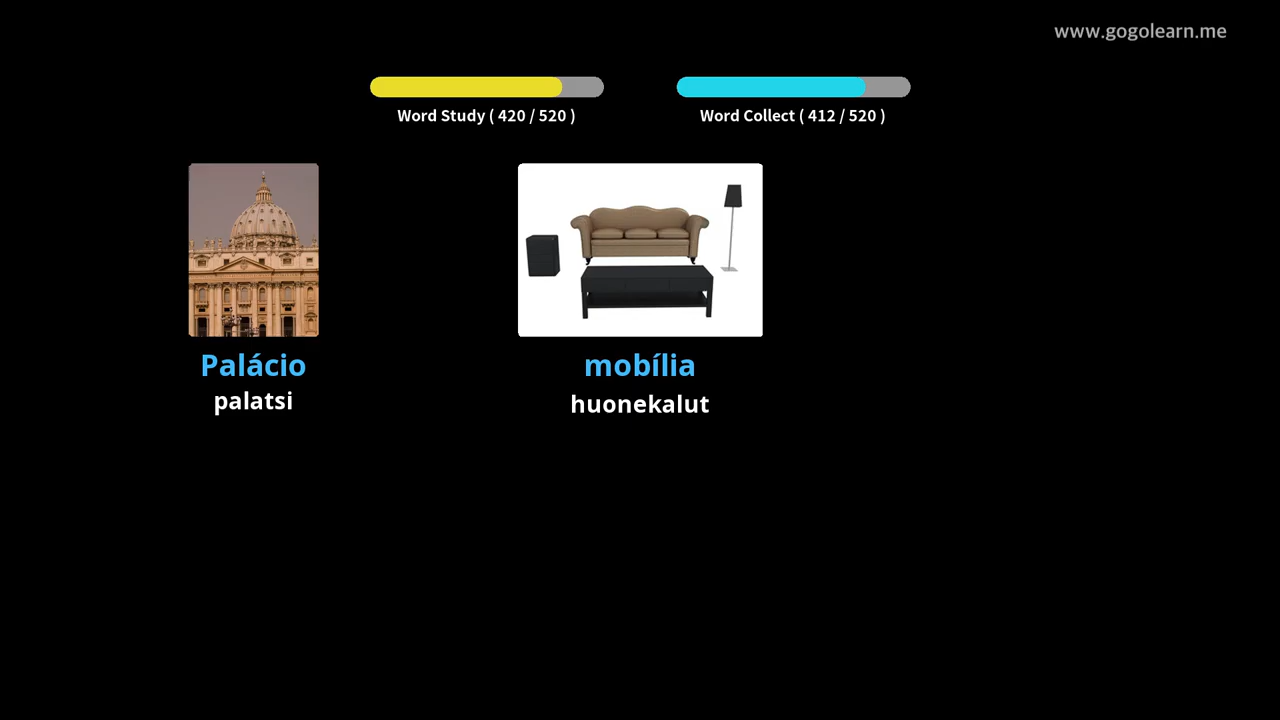 www.gogolearn.me
Word Study ( 420 / 520 )
Word Collect ( 412 / 520 )
Palácio
palatsi
mobília
huonekalut